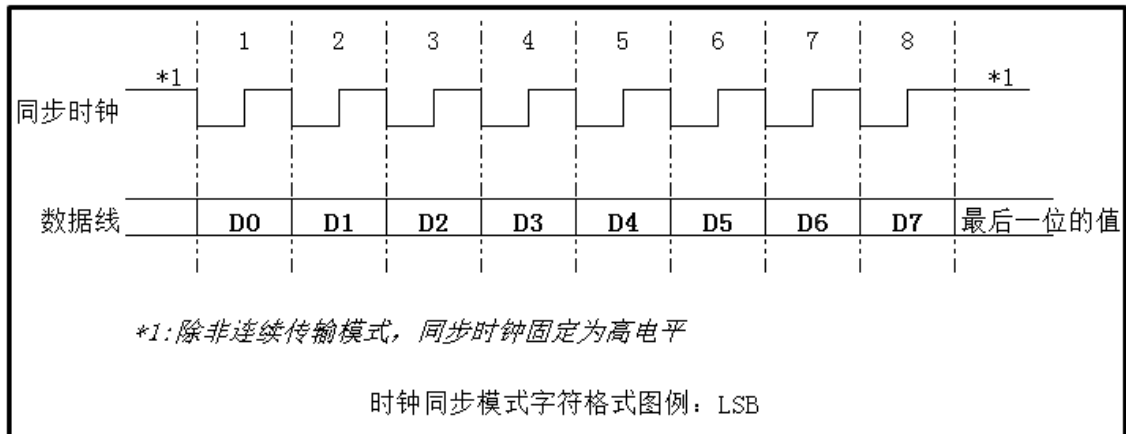 1 2 3 4 5 6 7 8
*1 *1
同步时钟
数据线 D0 D1 D2 D3 D4 D5 D6 D7 最后一位的值
*1:除非连续传输模式，同步时钟固定为高电平
时钟同步模式字符格式图例：LSB